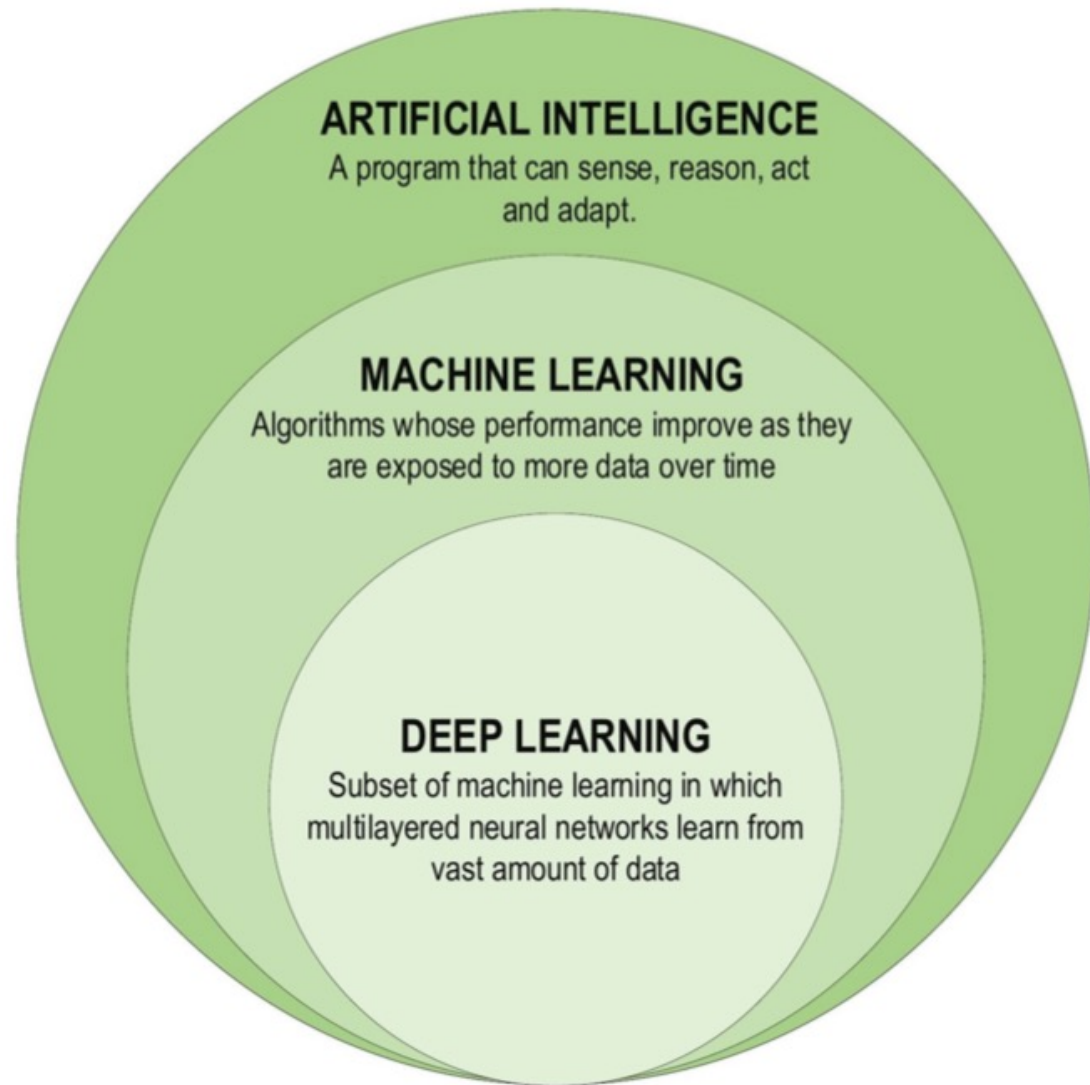 ARTIFICIAL INTELLIGENCE
A program that can sense, reason, act
and adapt.
MACHINE LEARNING
Algorithms whose performance improve as they
are exposed to more data over time
DEEP LEARNING
Subset of machine learning in which
multilayered neural networks learn from
vast amount of data